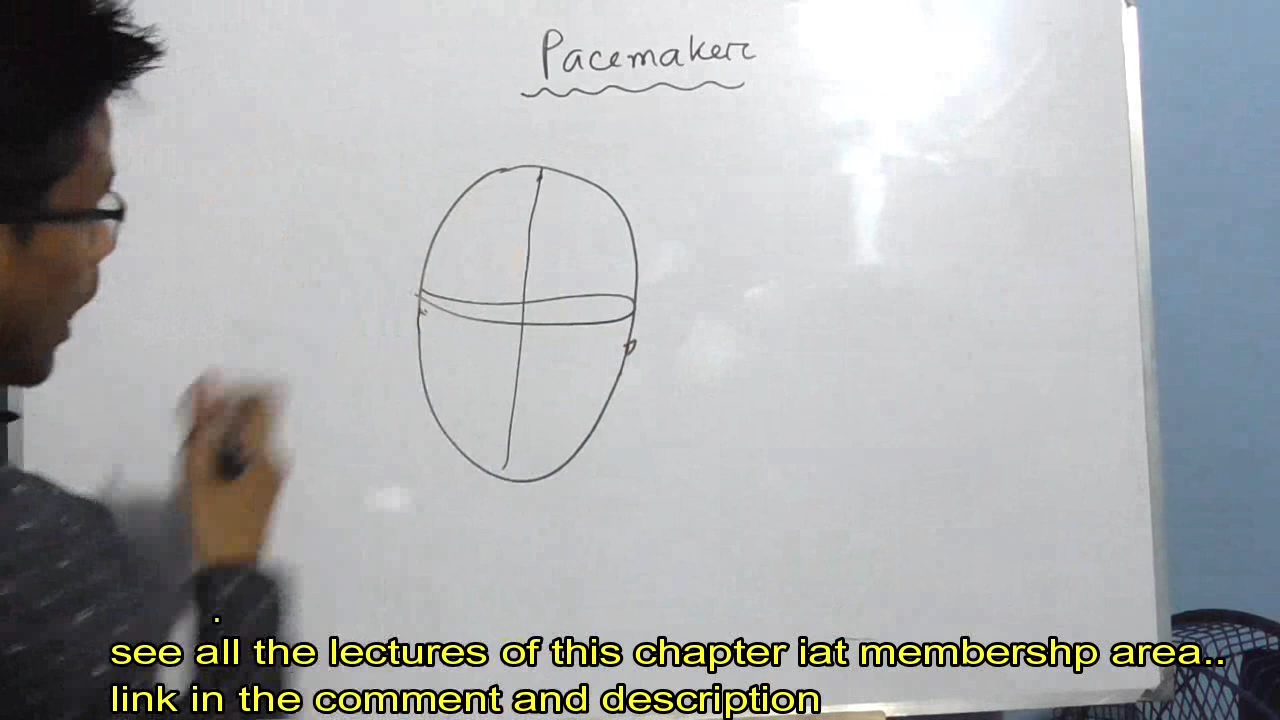 Pacemaker
.
see all the lectures of this chapter iat membershp area..
link in the comment and description